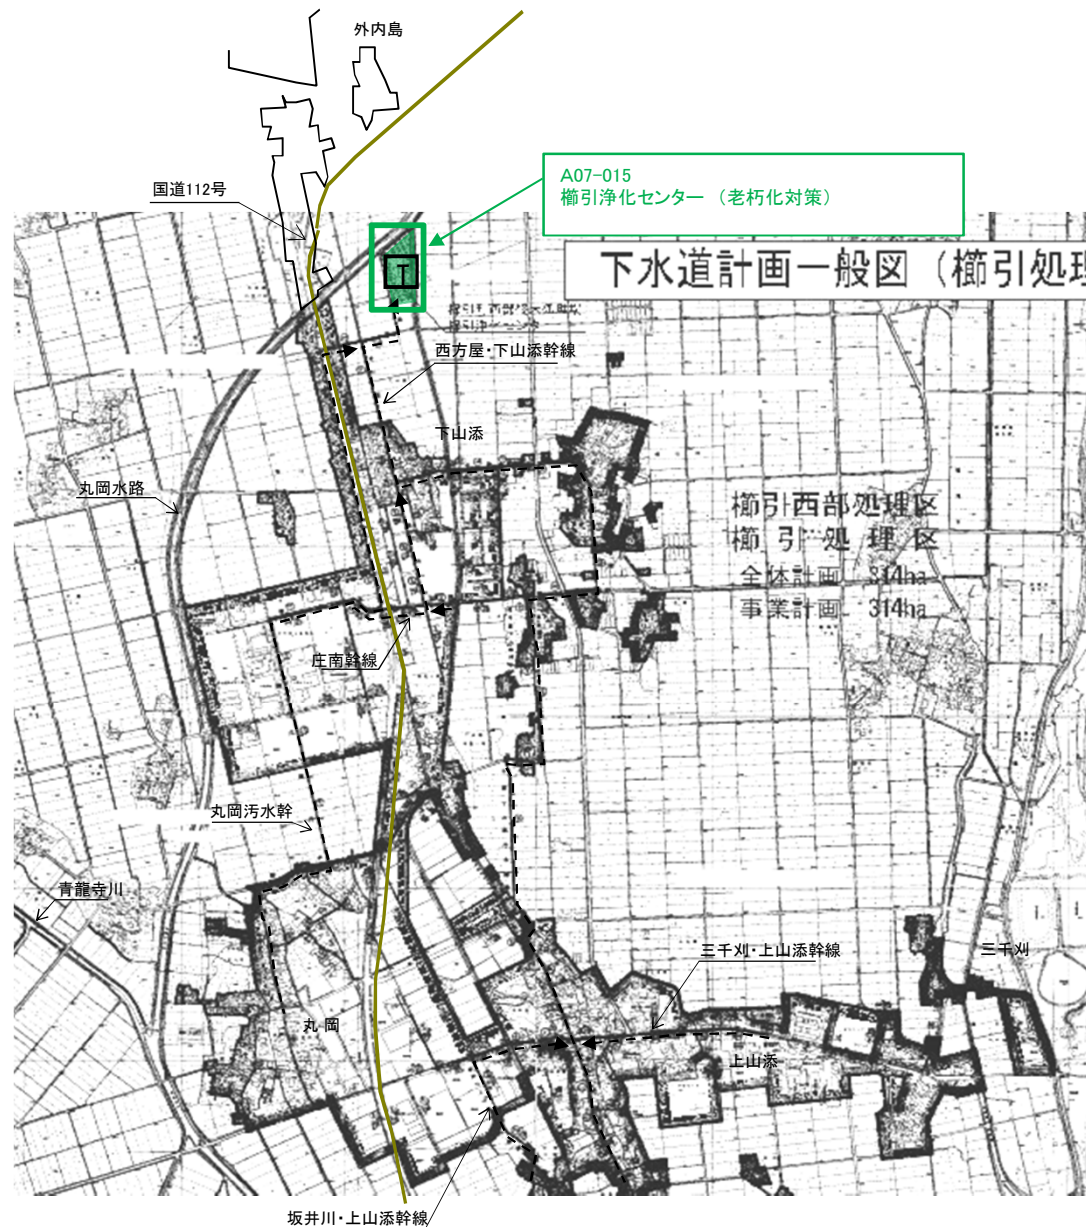 外内島
国道112号
A07-015
櫛引浄化センター （老朽化対策）
下水道計画一般図（櫛引処理
T
西方屋・下山添幹線
下山添
丸岡水路
櫛引西部処理区
櫛引処理区
全体計画 314ha
事業計画 314ha
庄南幹線
丸岡汚水幹
青龍寺川
三千刈・上山添幹線
三千刈
丸岡
上山添
坂井川・上山添幹線